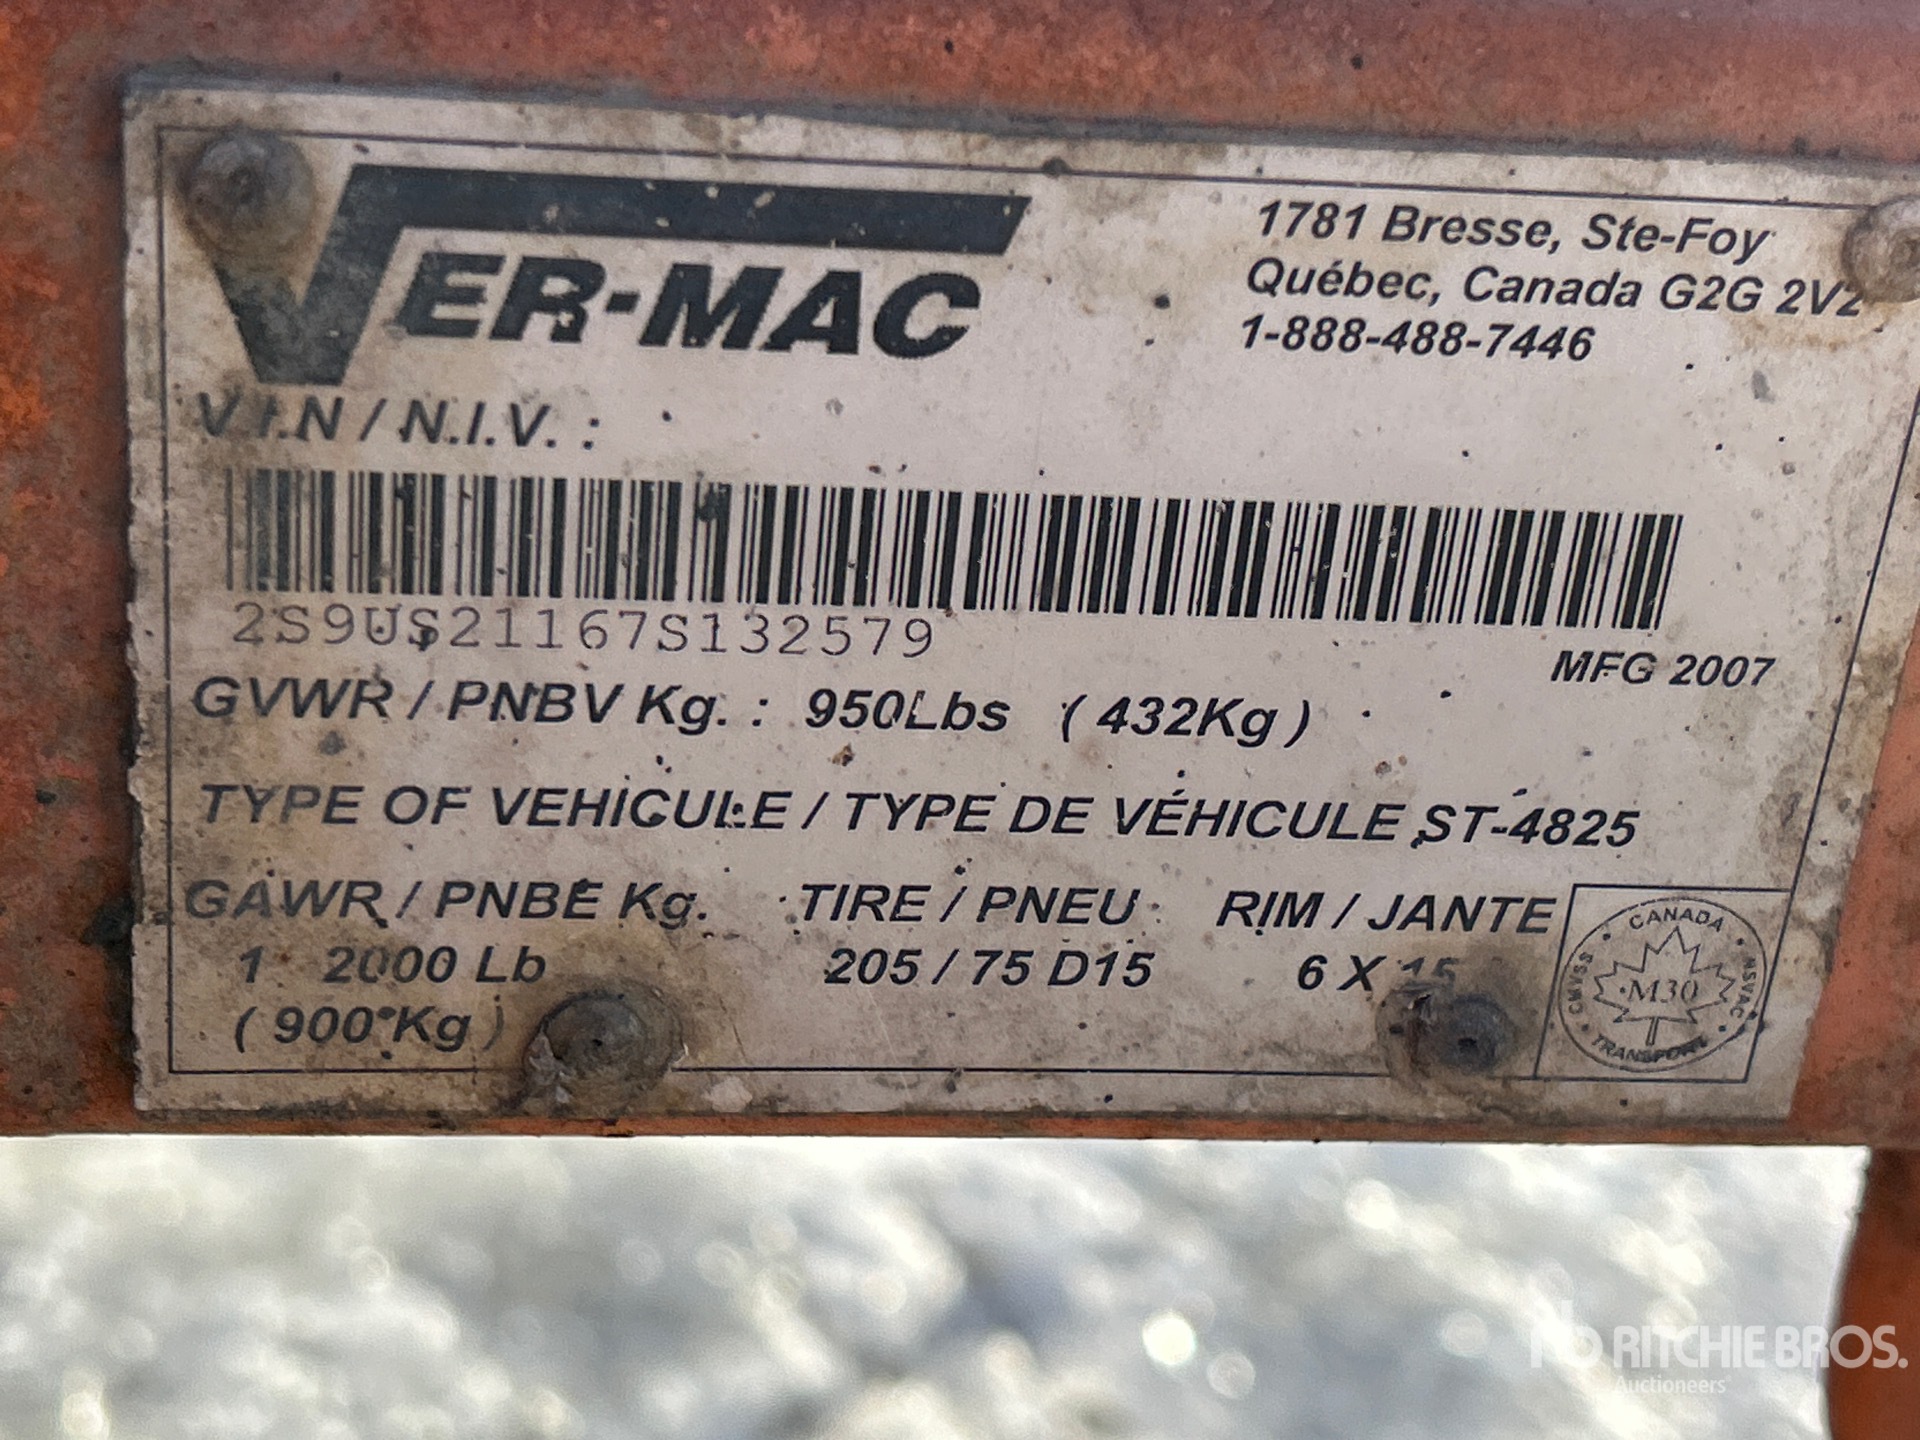 VER-MAC
1781 Bresse, Ste-Foy
Québec, Canada G2G 2V2
1-888-488-7446
V.I.N / N.I.V. :
2S9US21167S132579
MFG 2007
GVWR / PNBV Kg. : 950Lbs ( 432Kg )
TYPE OF VEHICULE / TYPE DE VÉHICULE ST-4825
GAWR / PNBE Kg. TIRE / PNEU RIM / JANTE
1 2000 Lb 205 / 75 D15 6 X 15
( 900 Kg )
CANADA
CMVSS M30 NSVAC
TRANSPORT
RITCHIE BROS.
Auctioneers